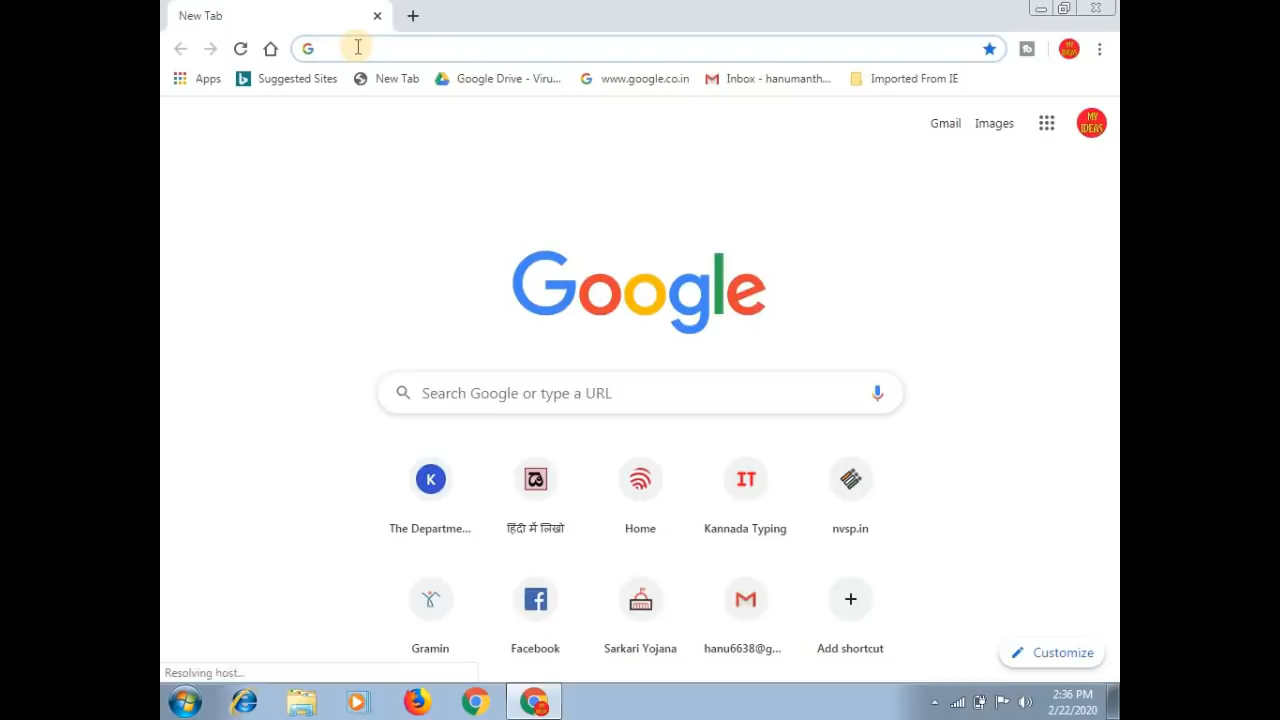 New Tab
Apps Suggested Sites New Tab Google Drive - Viru... www.google.co.in Inbox - hanumanth... Imported From IE
Gmail Images
MY IDEAS
Google
Search Google or type a URL
K
IT
The Departme... हिंदी में लिखो Home Kannada Typing nvsp.in
Gramin Facebook Sarkari Yojana hanu6638@g... Add shortcut
Customize
Resolving host...
2:36 PM
2/22/2020